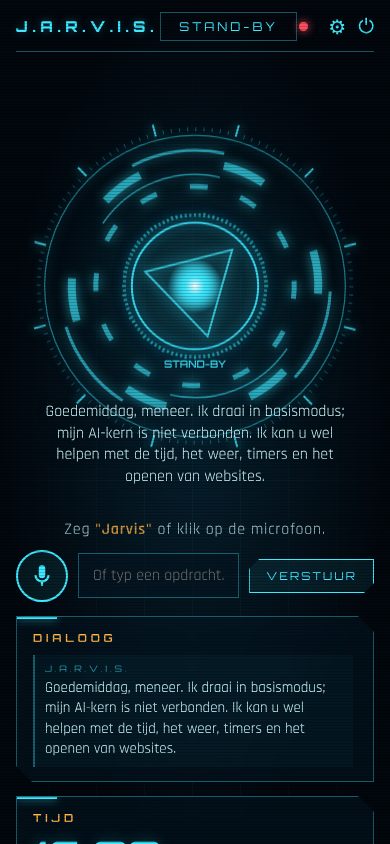 J.A.R.V.I.S.
STAND-BY
STAND-BY
Goedemiddag, meneer. Ik draai in basismodus;
mijn AI-kern is niet verbonden. Ik kan u wel
helpen met de tijd, het weer, timers en het
openen van websites.
Zeg "Jarvis" of klik op de microfoon.
Of typ een opdracht.
VERSTUUR
DIALOOG
J.A.R.V.I.S.
Goedemiddag, meneer. Ik draai in basismodus;
mijn AI-kern is niet verbonden. Ik kan u wel
helpen met de tijd, het weer, timers en het
openen van websites.
TIJD